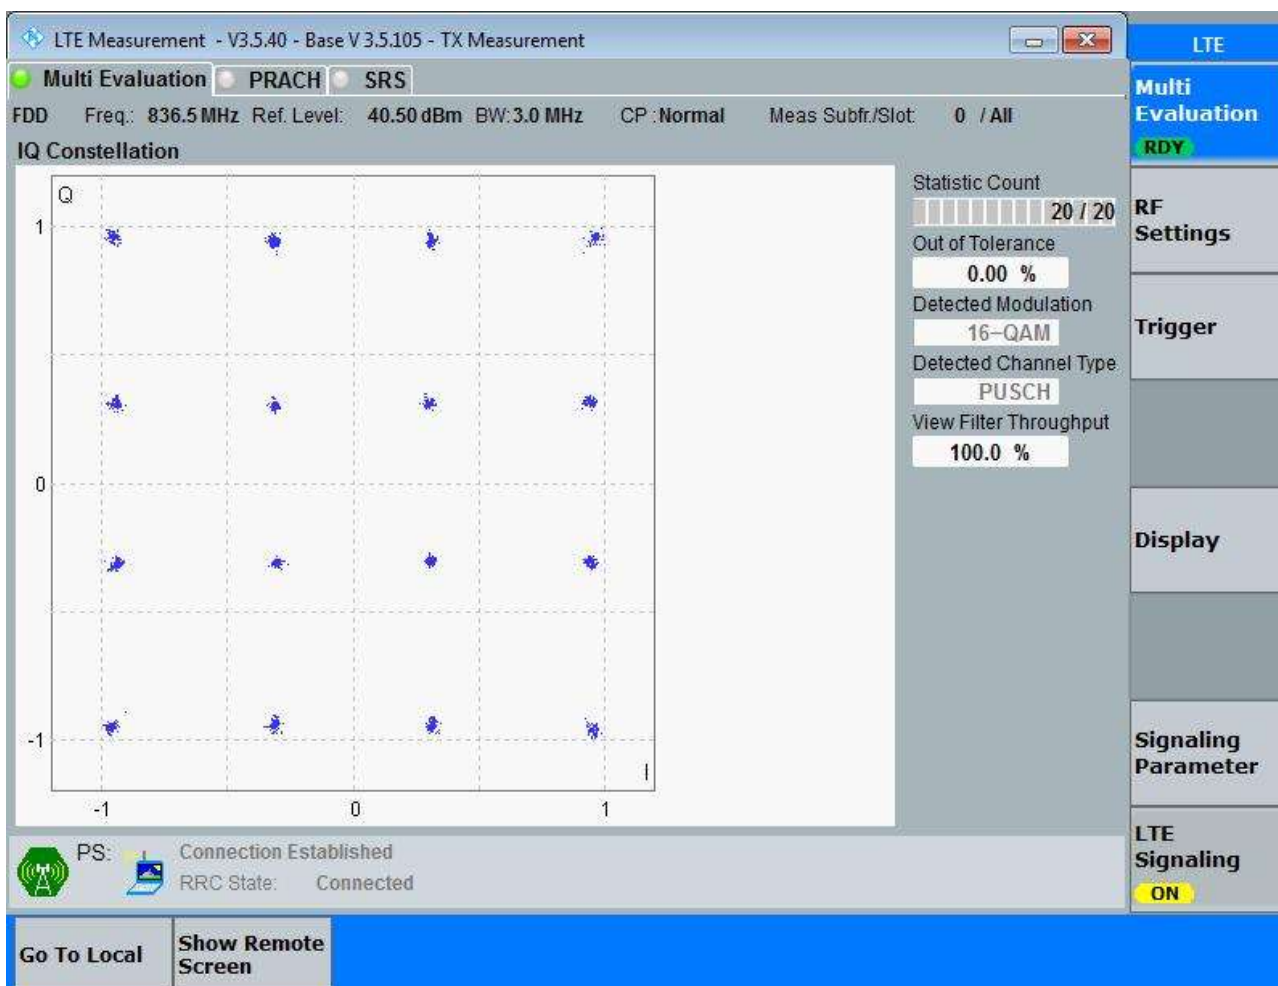 LTE Measurement - V3.5.40 - Base V 3.5.105 - TX Measurement
LTE
Multi Evaluation PRACH SRS
FDD Freq.: 836.5 MHz Ref. Level: 40.50 dBm BW: 3.0 MHz CP : Normal Meas Subfr./Slot: 0 / All
IQ Constellation
Q
1
0
-1
-1 0 1
I
Statistic Count
20 / 20
Out of Tolerance
0.00 %
Detected Modulation
16-QAM
Detected Channel Type
PUSCH
View Filter Throughput
100.0 %
Multi
Evaluation
RDY
RF
Settings
Trigger
Display
Signaling
Parameter
LTE
Signaling
ON
PS: Connection Established
RRC State: Connected
Go To Local
Show Remote
Screen